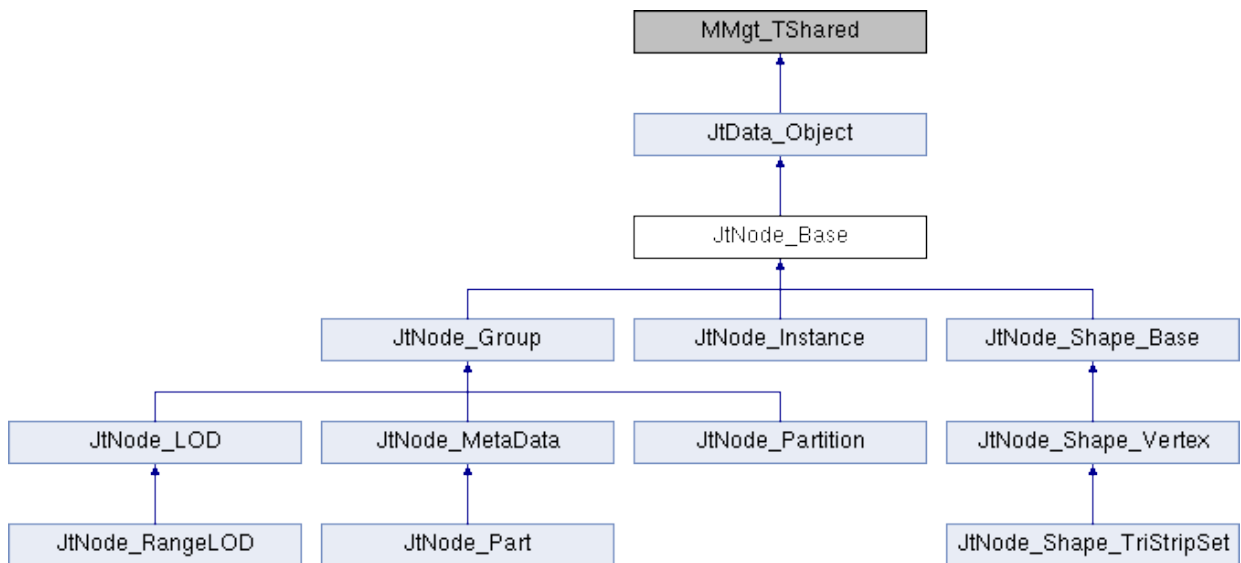 MMgt_TShared
JtData_Object
JtNode_Base
JtNode_Group
JtNode_Instance
JtNode_Shape_Base
JtNode_LOD
JtNode_MetaData
JtNode_Partition
JtNode_Shape_Vertex
JtNode_RangeLOD
JtNode_Part
JtNode_Shape_TriStripSet